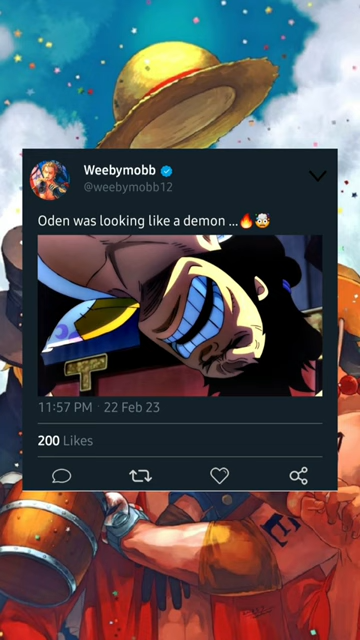 Weebymobb
@weebymobb12
Oden was looking like a demon ...🔥🤯
11:57 PM · 22 Feb 23
200 Likes